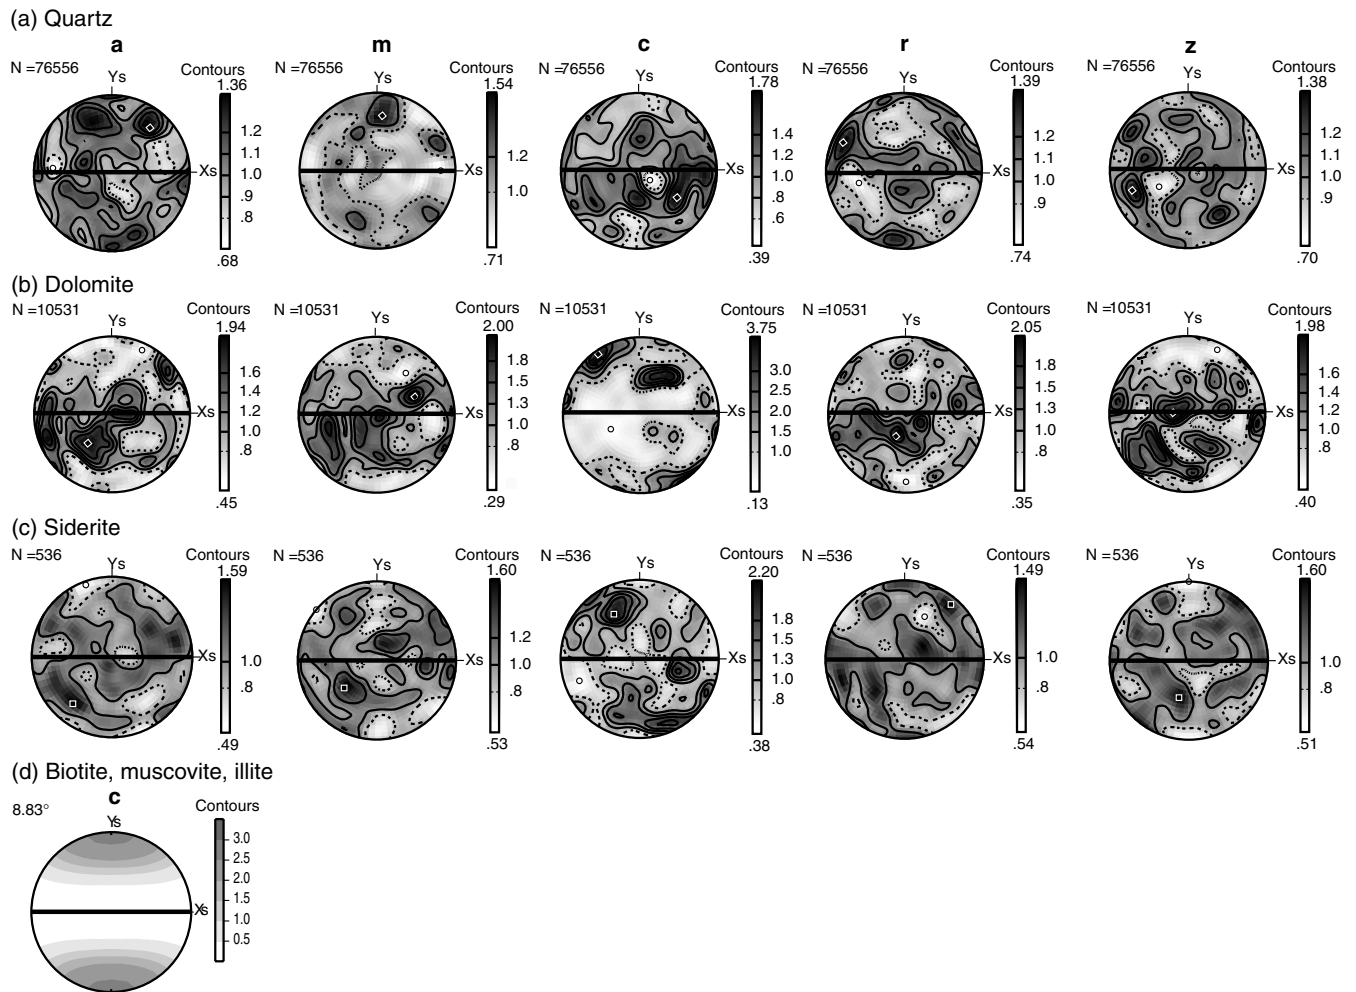 (a) Quartz
a m c r z
N =76556 Ys Contours N =76556 Ys Contours N =76556 Ys Contours N =76556 Ys Contours N =76556 Ys Contours
1.36 1.54 1.78 1.39 1.38
1.2 1.1 1.0 .9 .8 Xs 1.2 1.0 Xs 1.4 1.2 1.0 .8 .6 Xs 1.2 1.1 1.0 .9 Xs 1.2 1.1 1.0 .9 Xs
.68 .71 .39 .74 .70
(b) Dolomite
N =10531 Ys Contours N =10531 Ys Contours N =10531 Ys Contours N =10531 Ys Contours N =10531 Ys Contours
1.94 2.00 3.75 2.05 1.98
1.6 1.4 1.2 1.0 .8 Xs 1.8 1.5 1.3 1.0 .8 Xs 3.0 2.5 2.0 1.5 1.0 Xs 1.8 1.5 1.3 1.0 .8 Xs 1.6 1.4 1.2 1.0 .8 Xs
.45 .29 .13 .35 .40
(c) Siderite
N =536 Ys Contours N =536 Ys Contours N =536 Ys Contours N =536 Ys Contours N =536 Ys Contours
1.59 1.60 2.20 1.49 1.60
1.0 .8 Xs 1.2 1.0 .8 Xs 1.8 1.5 1.3 1.0 .8 Xs 1.0 .8 Xs 1.0 .8 Xs
.49 .53 .38 .54 .51
(d) Biotite, muscovite, illite
c
8.83° Ys Contours
3.0
2.5
2.0
1.5
Xs 1.0
0.5